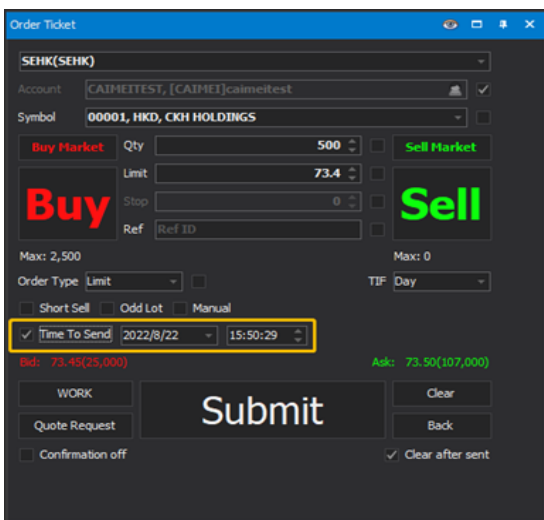 Order Ticket
SEHK(SEHK)
Account CAIMEITEST, [CAIMEI]caimeitest
Symbol 00001, HKD, CKH HOLDINGS
Buy Market Qty 500 Sell Market
Limit 73.4
Buy Stop 0 Sell
Ref Ref ID
Max: 2,500 Max: 0
Order Type Limit TIF Day
Short Sell Odd Lot Manual
Time To Send 2022/8/22 15:50:29
Bid: 73.45(25,000) Ask: 73.50(107,000)
WORK Submit Clear
Quote Request Back
Confirmation off Clear after sent